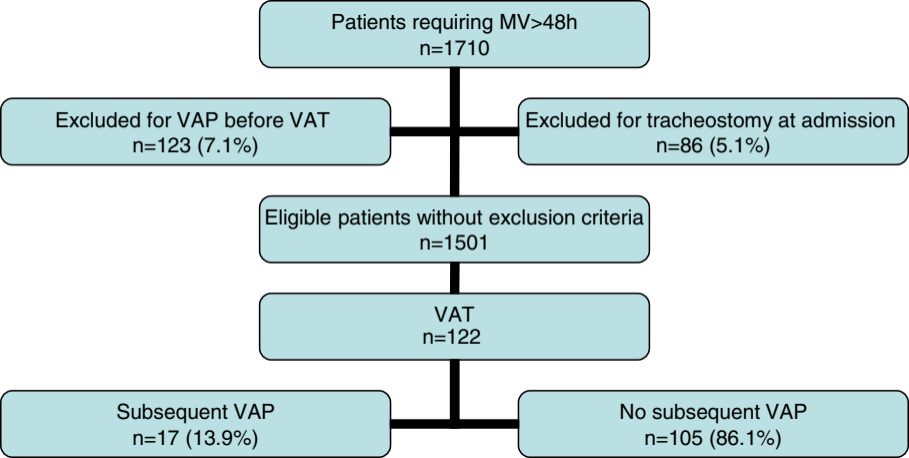 Patients requiring MV>48h
n=1710
Excluded for VAP before VAT
n=123 (7.1%)
Excluded for tracheostomy at admission
n=86 (5.1%)
Eligible patients without exclusion criteria
n=1501
VAT
n=122
Subsequent VAP
n=17 (13.9%)
No subsequent VAP
n=105 (86.1%)